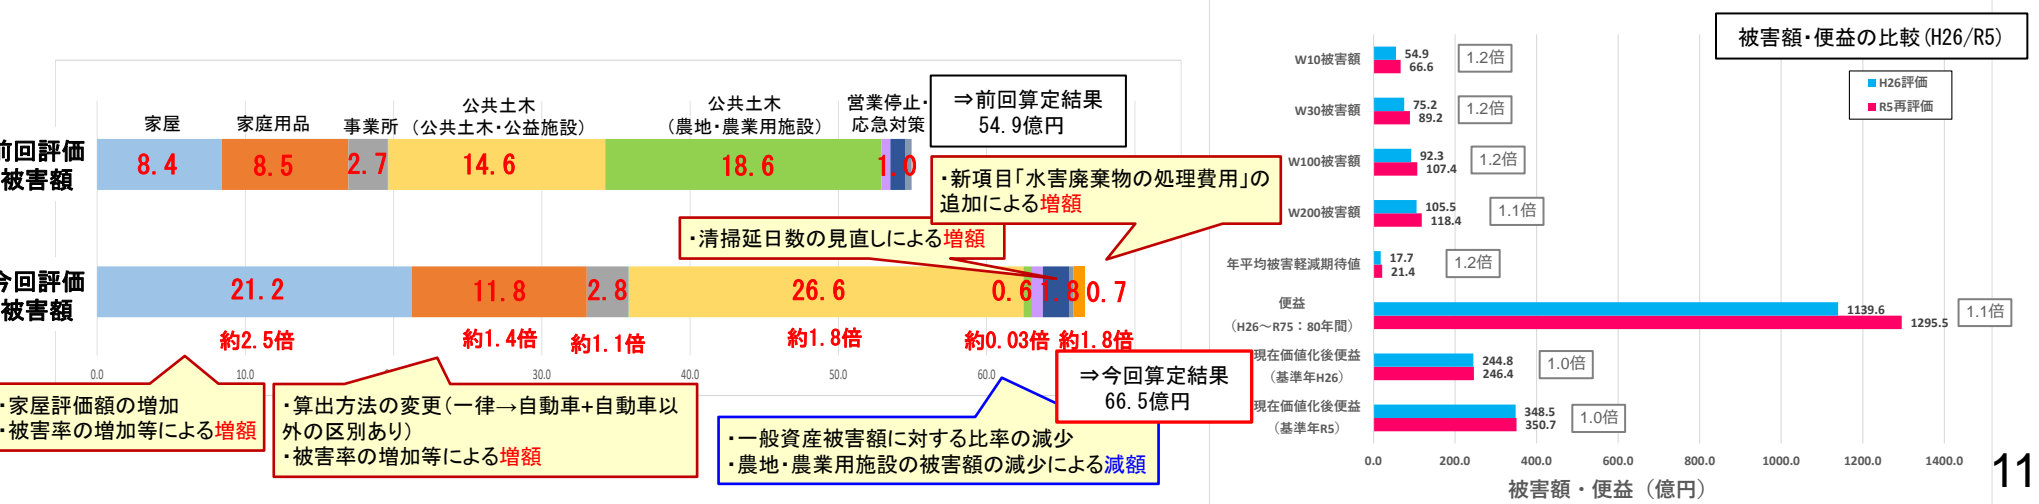 家屋
家庭用品
事業所
公共土木
(公共土木・公益施設)
公共土木
(農地・農業用施設)
営業停止・
応急対策
⇒前回算定結果
54.9億円
前回評価
被害額
8.4
8.5
2.7
14.6
18.6
1.0
・新項目「水害廃棄物の処理費用」の
追加による増額
・清掃延日数の見直しによる増額
今回評価
被害額
21.2
11.8
2.8
26.6
0.6
1.8
0.7
約2.5倍
約1.4倍
約1.1倍
約1.8倍
約0.03倍
約1.8倍
0.0
10.0
30.0
40.0
50.0
60.0
⇒今回算定結果
66.5億円
・家屋評価額の増加
・被害率の増加等による増額
・算出方法の変更(一律→自動車+自動車以
外の区別あり)
・被害率の増加等による増額
・一般資産被害額に対する比率の減少
・農地・農業用施設の被害額の減少による減額
被害額・便益の比較(H26/R5)
H26評価
R5再評価
W10被害額
54.9
66.6
1.2倍
W30被害額
75.2
89.2
1.2倍
W100被害額
92.3
107.4
1.2倍
W200被害額
105.5
118.4
1.1倍
年平均被害軽減期待値
17.7
21.4
1.2倍
便益
(H26～R75：80年間)
1139.6
1295.5
1.1倍
現在価値化後便益
(基準年H26)
244.8
246.4
1.0倍
現在価値化後便益
(基準年R5)
348.5
350.7
1.0倍
0.0
200.0
400.0
600.0
800.0
1000.0
1200.0
1400.0
被害額・便益（億円）
11